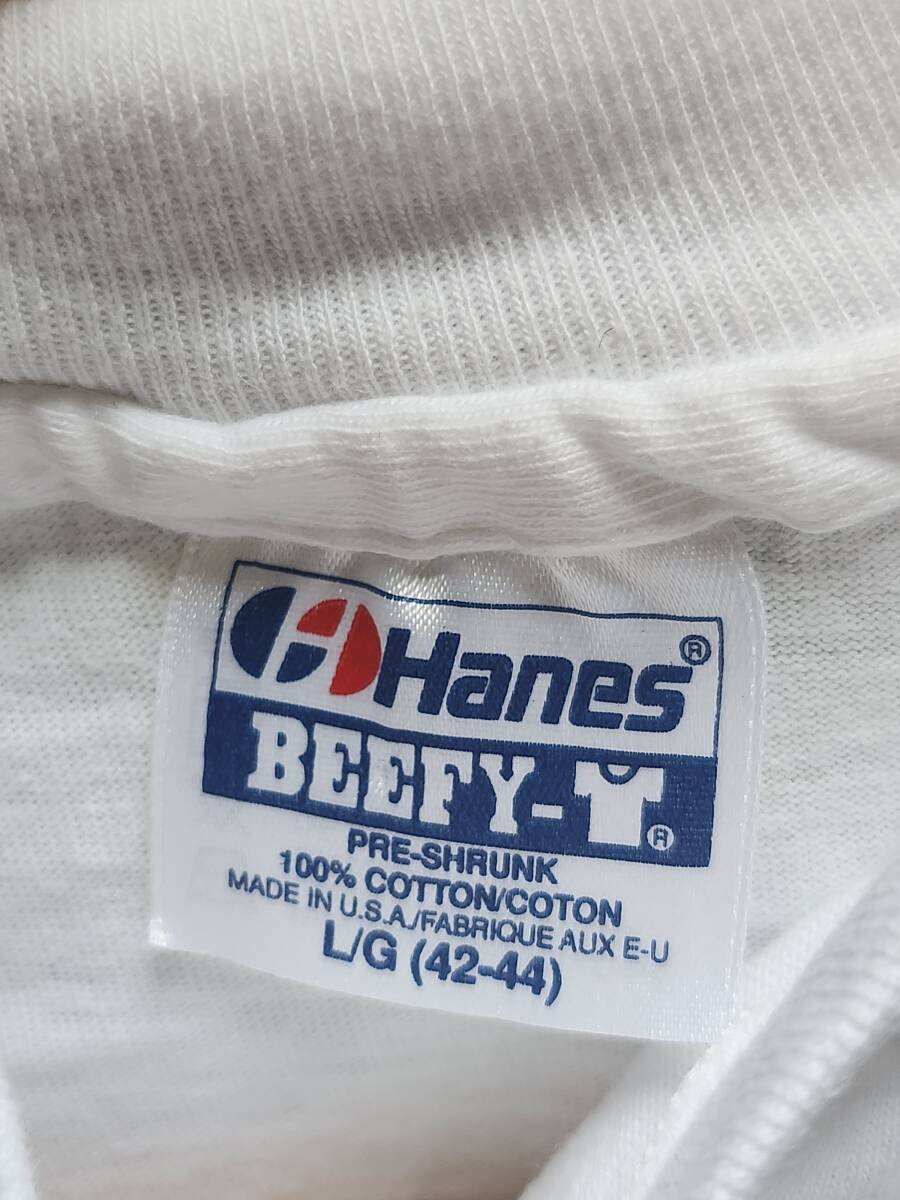 Hanes®
BEEFY-T®
PRE-SHRUNK
100% COTTON/COTON
MADE IN U.S.A./FABRIQUE AUX E-U
L/G (42-44)